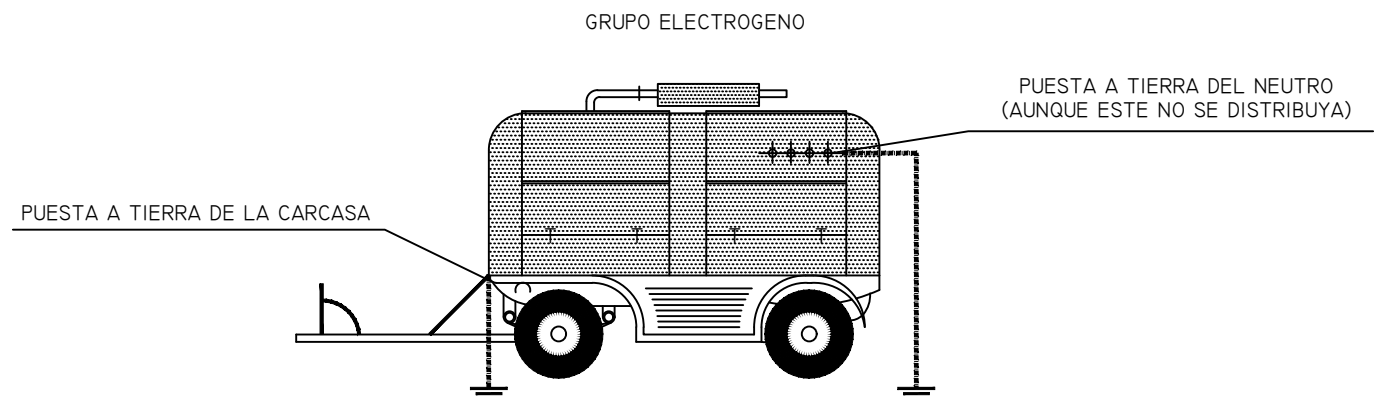 GRUPO ELECTROGENO
PUESTA A TIERRA DEL NEUTRO
(AUNQUE ESTE NO SE DISTRIBUYA)
PUESTA A TIERRA DE LA CARCASA